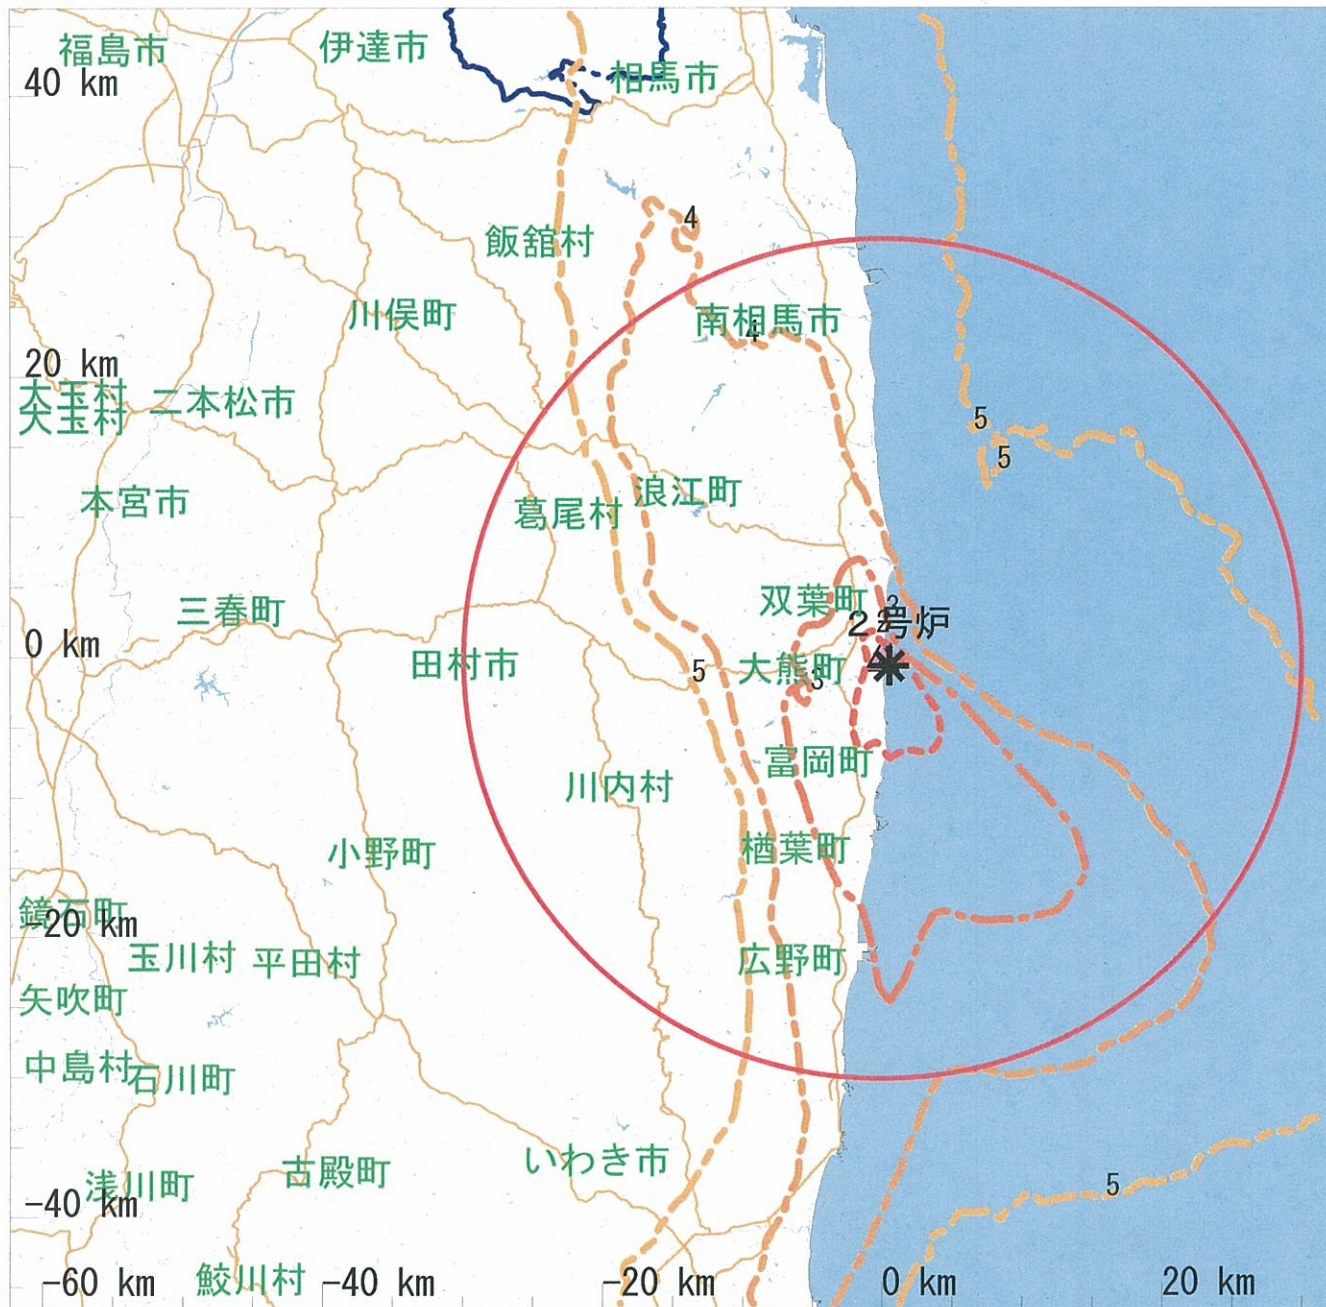 福島市
伊達市
40 km
相馬市
4
飯舘村
川俣町
南相馬市
4
20 km
大玉村
二本松市
大玉村
5
5
本宮市
浪江町
葛尾村
三春町
双葉町
2
2
2号炉
0 km
田村市
5
大熊町
3
富岡町
川内村
小野町
楢葉町
鏡石町
-20 km
玉川村
平田村
広野町
矢吹町
中島村
石川町
いわき市
古殿町
浅川町
5
-40 km
鮫川村
-60 km
-40 km
-20 km
0 km
20 km